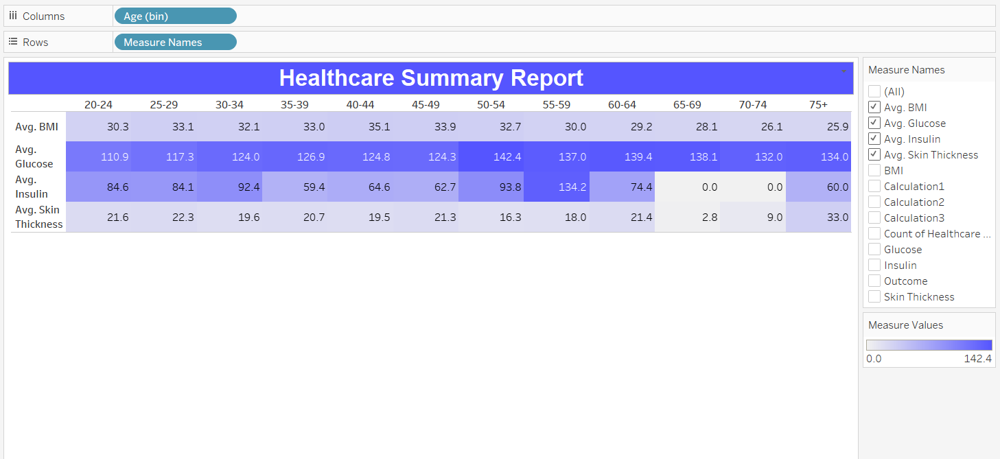 Columns Age (bin)
Rows Measure Names
Healthcare Summary Report
20-24 25-29 30-34 35-39 40-44 45-49 50-54 55-59 60-64 65-69 70-74 75+
Avg. BMI 30.3 33.1 32.1 33.0 35.1 33.9 32.7 30.0 29.2 28.1 26.1 25.9
Avg.
Glucose 110.9 117.3 124.0 126.9 124.8 124.3 142.4 137.0 139.4 138.1 132.0 134.0
Avg.
Insulin 84.6 84.1 92.4 59.4 64.6 62.7 93.8 134.2 74.4 0.0 0.0 60.0
Avg. Skin
Thickness 21.6 22.3 19.6 20.7 19.5 21.3 16.3 18.0 21.4 2.8 9.0 33.0
Measure Names
(All)
Avg. BMI
Avg. Glucose
Avg. Insulin
Avg. Skin Thickness
BMI
Calculation1
Calculation2
Calculation3
Count of Healthcare ...
Glucose
Insulin
Outcome
Skin Thickness
Measure Values
0.0 142.4